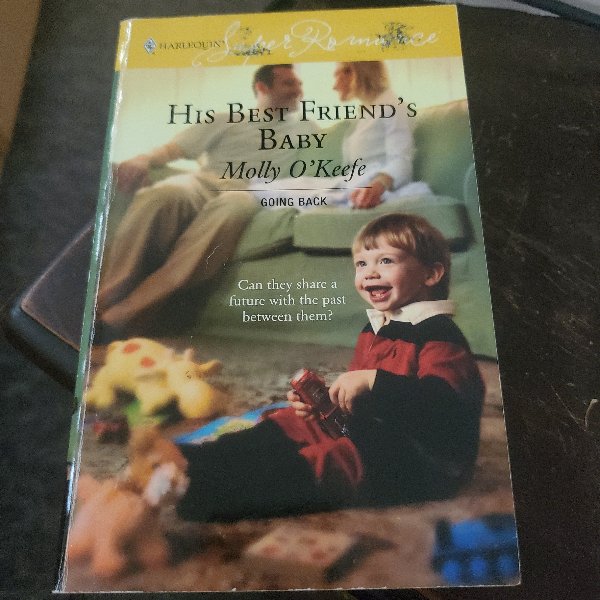 HARLEQUIN Super Romance
HIS BEST FRIEND'S
BABY
Molly O'Keefe
GOING BACK
Can they share a
future with the past
between them?